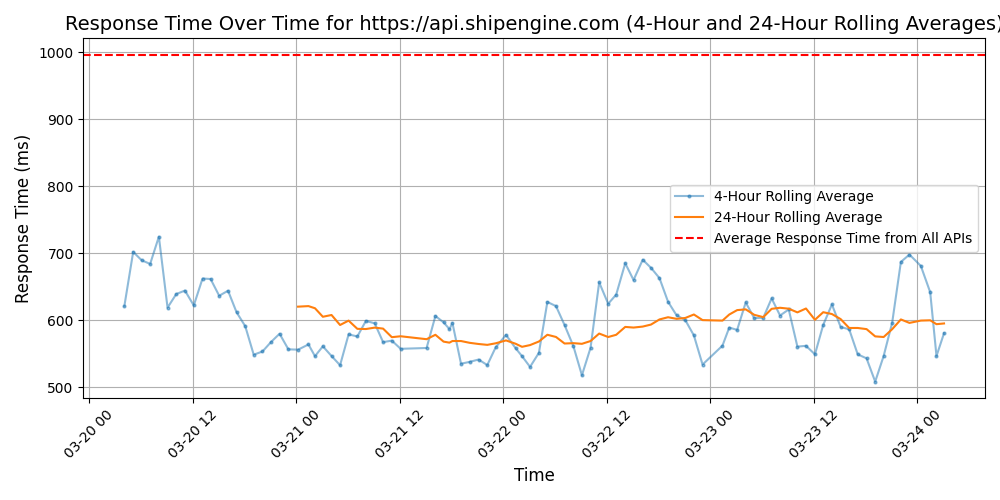 Response Time Over Time for https://api.shipengine.com (4-Hour and 24-Hour Rolling Averages)
Response Time (ms)
1000
900
800
700
600
500
4-Hour Rolling Average
24-Hour Rolling Average
Average Response Time from All APIs
03-20 00
03-20 12
03-21 00
03-21 12
03-22 00
03-22 12
03-23 00
03-23 12
03-24 00
Time